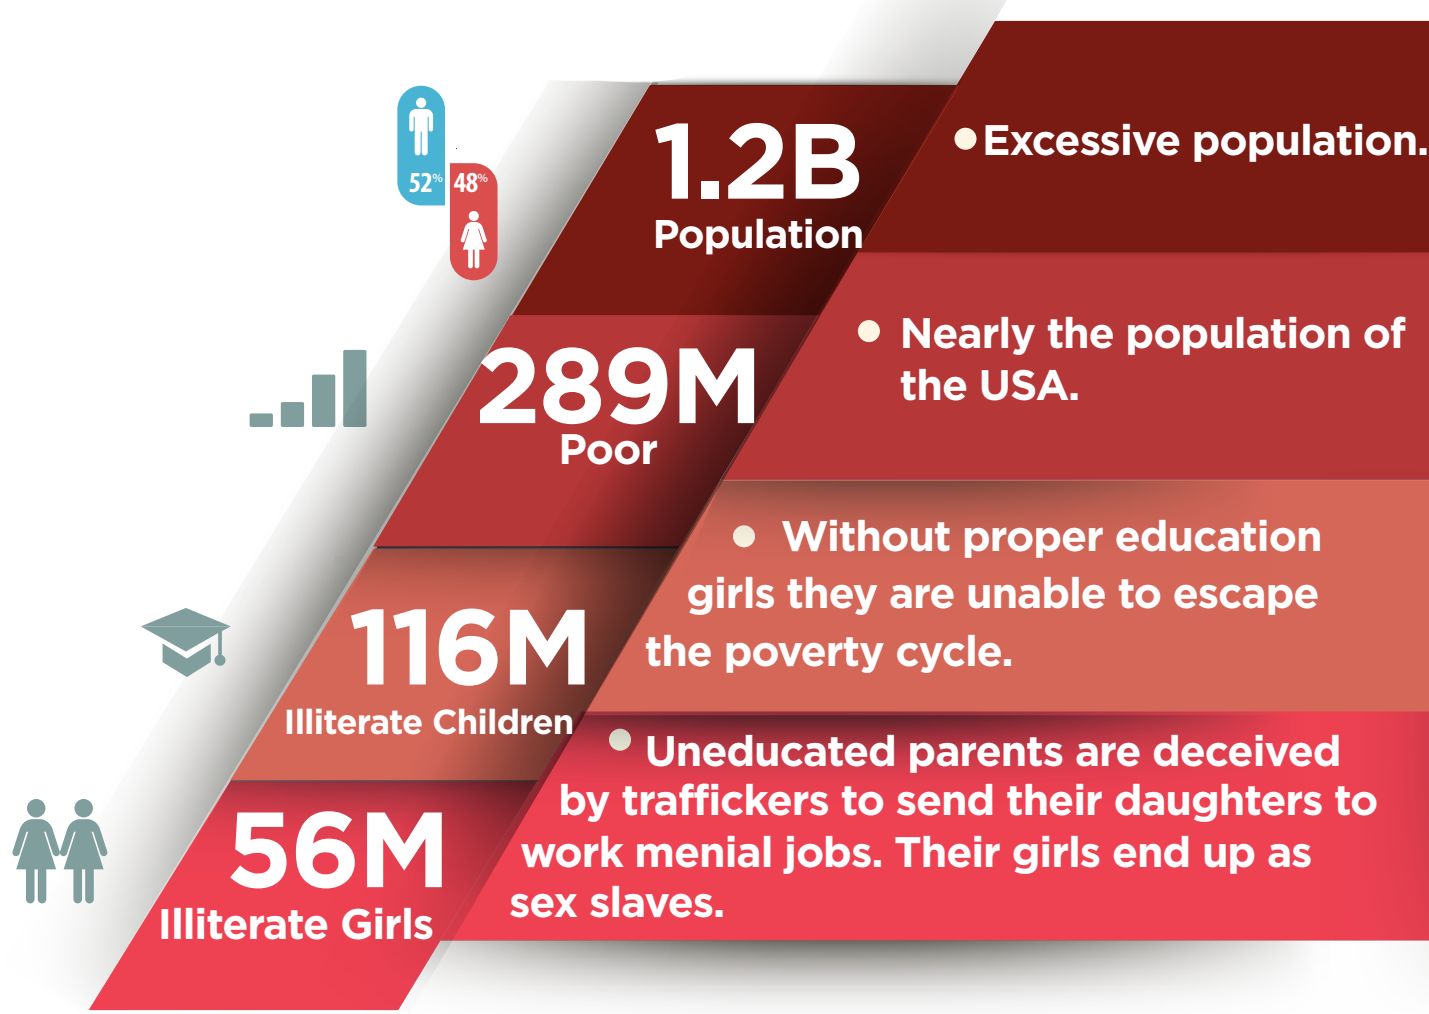 52% 48%
1.2B
Population
• Excessive population.
289M
Poor
• Nearly the population of
the USA.
116M
Illiterate Children
• Without proper education
girls they are unable to escape
the poverty cycle.
56M
Illiterate Girls
• Uneducated parents are deceived
by traffickers to send their daughters to
work menial jobs. Their girls end up as
sex slaves.